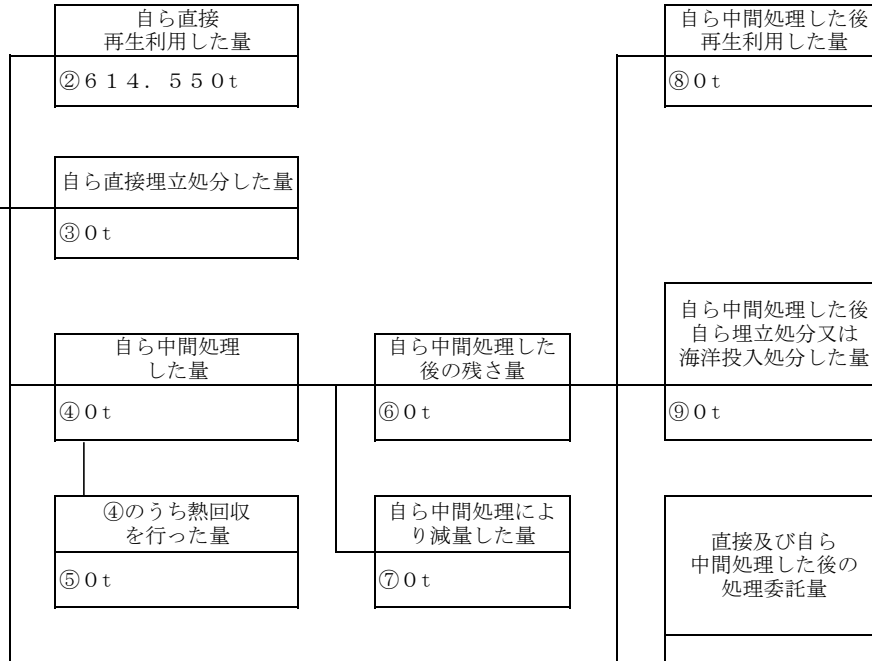 自ら直接
再生利用した量
②６１４．５５０ｔ
自ら中間処理した後
再生利用した量
⑧０ｔ
自ら直接埋立処分した量
③０ｔ
自ら中間処理した後
自ら埋立処分又は
海洋投入処分した量
⑨０ｔ
自ら中間処理
した量
④０ｔ
自ら中間処理した
後の残さ量
⑥０ｔ
④のうち熱回収
を行った量
⑤０ｔ
自ら中間処理によ
り減量した量
⑦０ｔ
直接及び自ら
中間処理した後の
処理委託量